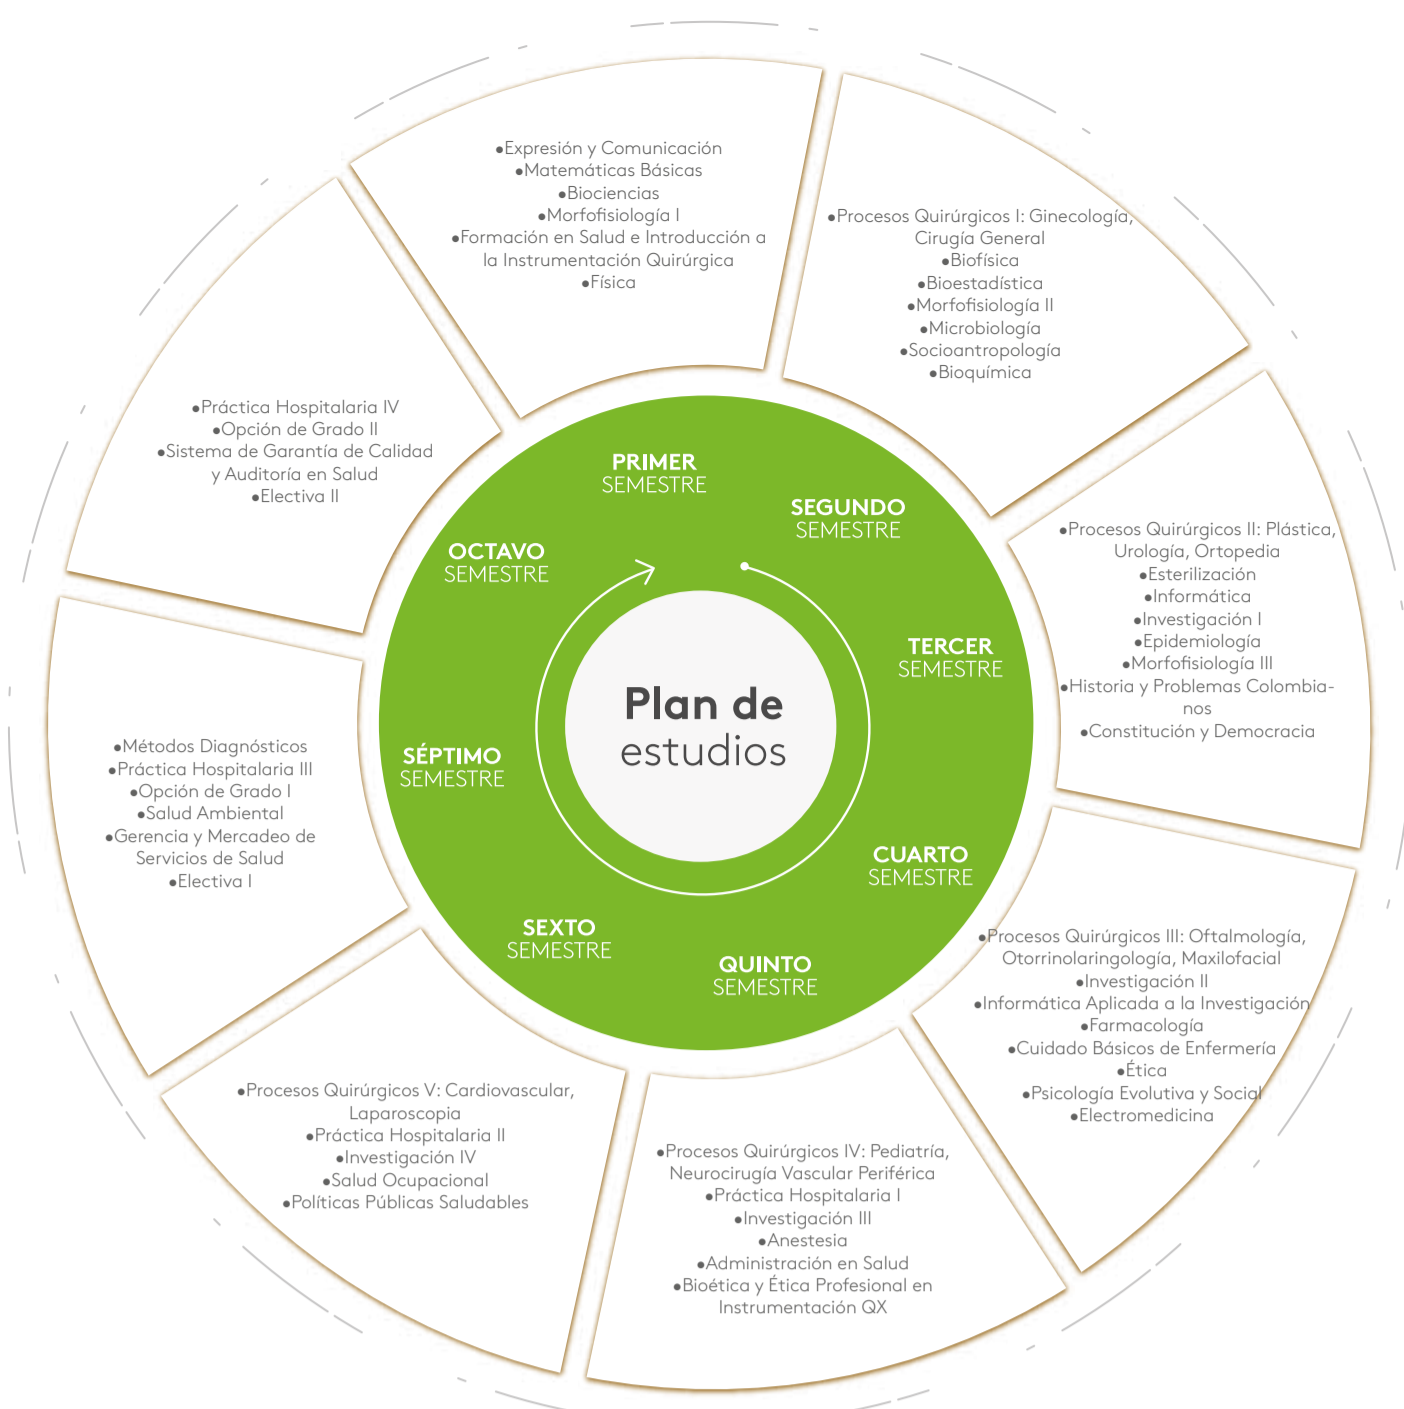 Plan de
estudios
PRIMER
SEMESTRE
●Expresión y Comunicación
●Matemáticas Básicas
●Biociencias
●Morfofisiología I
●Formación en Salud e Introducción a
la Instrumentación Quirúrgica
●Física
SEGUNDO
SEMESTRE
●Procesos Quirúrgicos I: Ginecología,
Cirugía General
●Biofísica
●Bioestadística
●Morfofisiología II
●Microbiología
●Socioantropología
●Bioquímica
TERCER
SEMESTRE
●Procesos Quirúrgicos II: Plástica,
Urología, Ortopedia
●Esterilización
●Informática
●Investigación I
●Epidemiología
●Morfofisiología III
●Historia y Problemas Colombia-
nos
●Constitución y Democracia
CUARTO
SEMESTRE
●Procesos Quirúrgicos III: Oftalmología,
Otorrinolaringología, Maxilofacial
●Investigación II
●Informática Aplicada a la Investigación
●Farmacología
●Cuidado Básicos de Enfermería
●Ética
●Psicología Evolutiva y Social
●Electromedicina
QUINTO
SEMESTRE
●Procesos Quirúrgicos IV: Pediatría,
Neurocirugía Vascular Periférica
●Práctica Hospitalaria I
●Investigación III
●Anestesia
●Administración en Salud
●Bioética y Ética Profesional en
Instrumentación QX
SEXTO
SEMESTRE
●Procesos Quirúrgicos V: Cardiovascular,
Laparoscopia
●Práctica Hospitalaria II
●Investigación IV
●Salud Ocupacional
●Políticas Públicas Saludables
SÉPTIMO
SEMESTRE
●Métodos Diagnósticos
●Práctica Hospitalaria III
●Opción de Grado I
●Salud Ambiental
●Gerencia y Mercadeo de
Servicios de Salud
●Electiva I
OCTAVO
SEMESTRE
●Práctica Hospitalaria IV
●Opción de Grado II
●Sistema de Garantía de Calidad
y Auditoría en Salud
●Electiva II